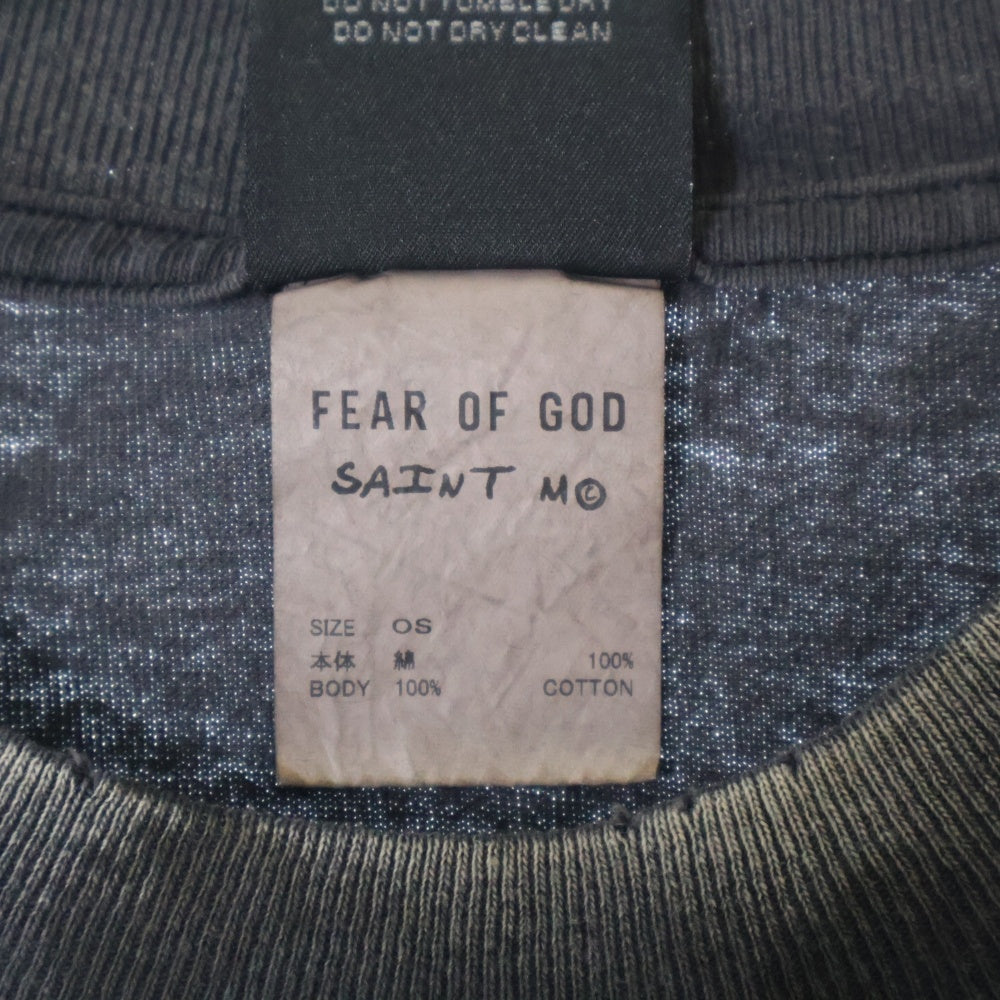 DO NOT TUMBLE DRY
DO NOT DRY CLEAN
FEAR OF GOD
SAINT M©
SIZE OS
本体 綿 100%
BODY 100% COTTON